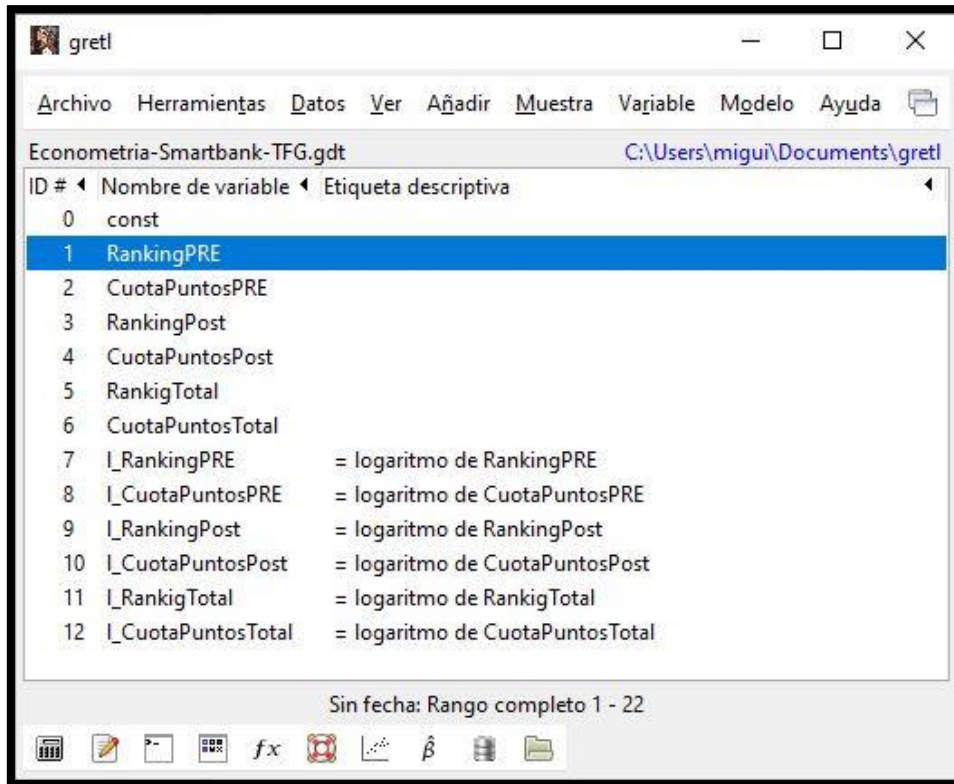 gretl
Archivo Herramientas Datos Ver Añadir Muestra Variable Modelo Ayuda
Econometria-Smartbank-TFG.gdt C:\Users\migui\Documents\gretl
ID # Nombre de variable Etiqueta descriptiva
0 const
1 RankingPRE
2 CuotaPuntosPRE
3 RankingPost
4 CuotaPuntosPost
5 RankigTotal
6 CuotaPuntosTotal
7 l_RankingPRE = logaritmo de RankingPRE
8 l_CuotaPuntosPRE = logaritmo de CuotaPuntosPRE
9 l_RankingPost = logaritmo de RankingPost
10 l_CuotaPuntosPost = logaritmo de CuotaPuntosPost
11 l_RankigTotal = logaritmo de RankigTotal
12 l_CuotaPuntosTotal = logaritmo de CuotaPuntosTotal
Sin fecha: Rango completo 1 - 22
fx β̂